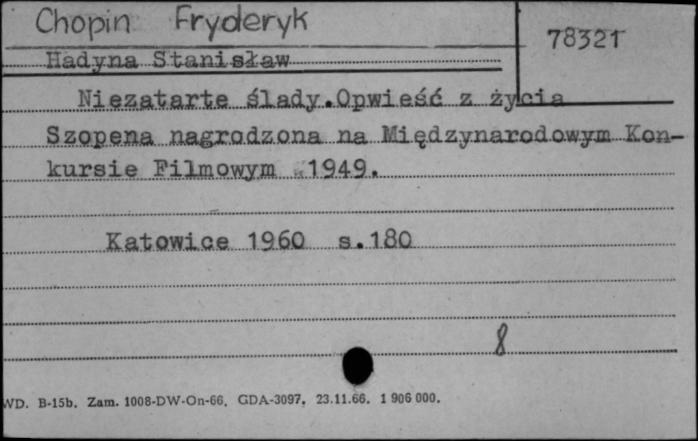 Chopin Fryderyk
78321
Hadyna Stanisław
Niezatarte ślady.Opwieść z życia
Szopena nagrodzona na Międzynarodowym Kon-
kursie Filmowym 1949.
Katowice 1960 s.180
8
WD. B-15b. Zam. 1008-DW-On-66. GDA-3097. 23.11.66. 1 906 000.